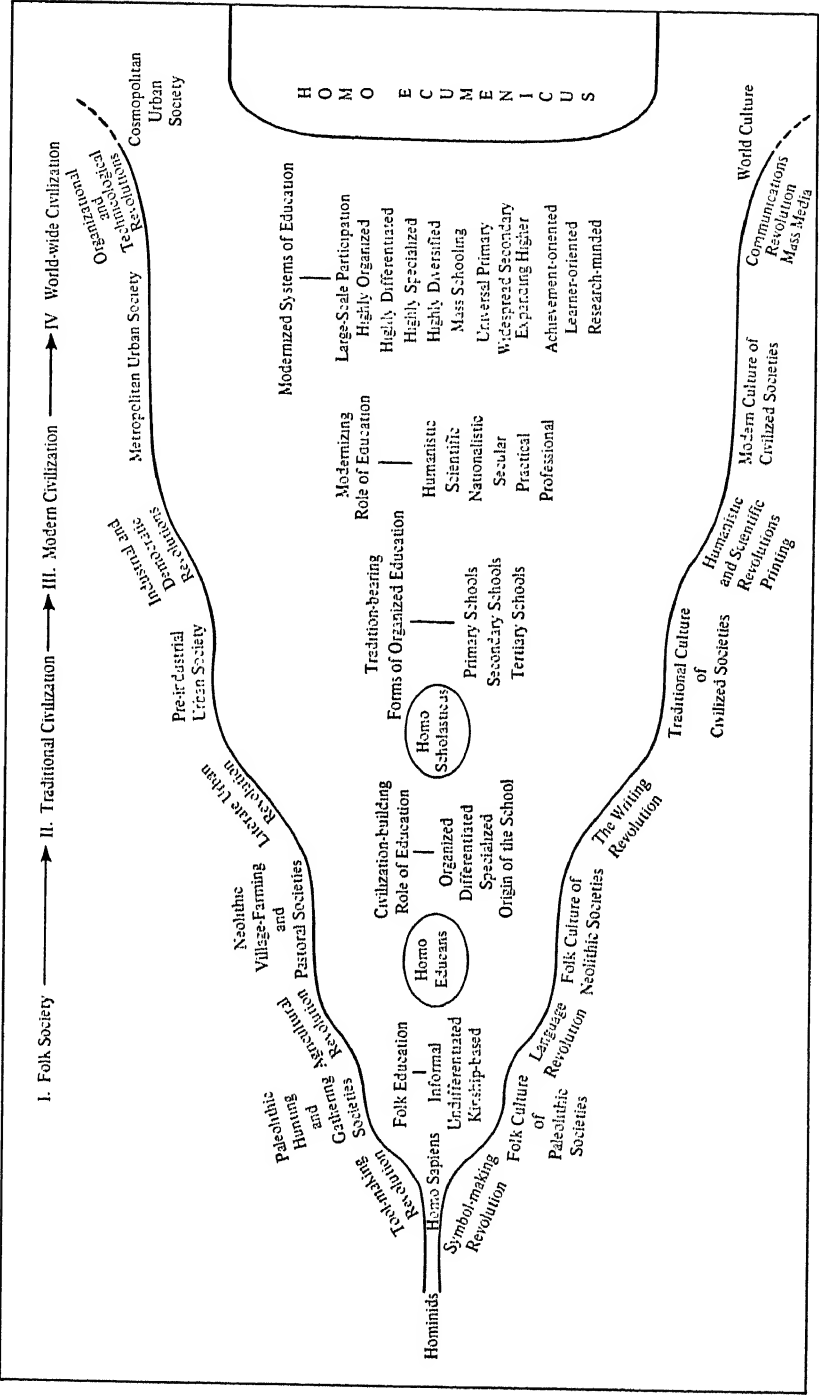 I. Folk Society
II. Traditional Civilization
III. Modern Civilization
IV World-wide Civilization
Tool-making
Revolution
Paleolithic
Hunting
and
Gathering
Societies
Agricultural
Revolution
Neolithic
Village-Farming
and
Pastoral Societies
Literate Urban
Revolution
Pre-industrial
Urban Society
Industrial and
Democratic
Revolutions
Metropolitan Urban Society
Organizational
and
Technological
Revolutions
Cosmopolitan
Urban
Society
Hominids
Homo Sapiens
Folk Education
Informal
Undifferentiated
Kinship-based
Homo
Educans
Civilization-building
Role of Education
Organized
Differentiated
Specialized
Origin of the School
Homo
Scholasticus
Tradition-bearing
Forms of Organized Education
Primary Schools
Secondary Schools
Tertiary Schools
Modernizing
Role of Education
Humanistic
Scientific
Nationalistic
Secular
Practical
Professional
Modernized Systems of Education
Large-Scale Participation
Highly Organized
Highly Differentiated
Highly Specialized
Highly Diversified
Mass Schooling
Universal Primary
Widespread Secondary
Expanding Higher
Achievement-oriented
Learner-oriented
Research-minded
HOMO ECUMENICUS
Symbol-making
Revolution
Folk Culture
of
Paleolithic
Societies
Language
Revolution
Folk Culture of
Neolithic Societies
The Writing
Revolution
Traditional Culture
of
Civilized Societies
Humanistic
and Scientific
Revolutions
Printing
Modern Culture of
Civilized Societies
Communications
Revolution
Mass Media
World Culture